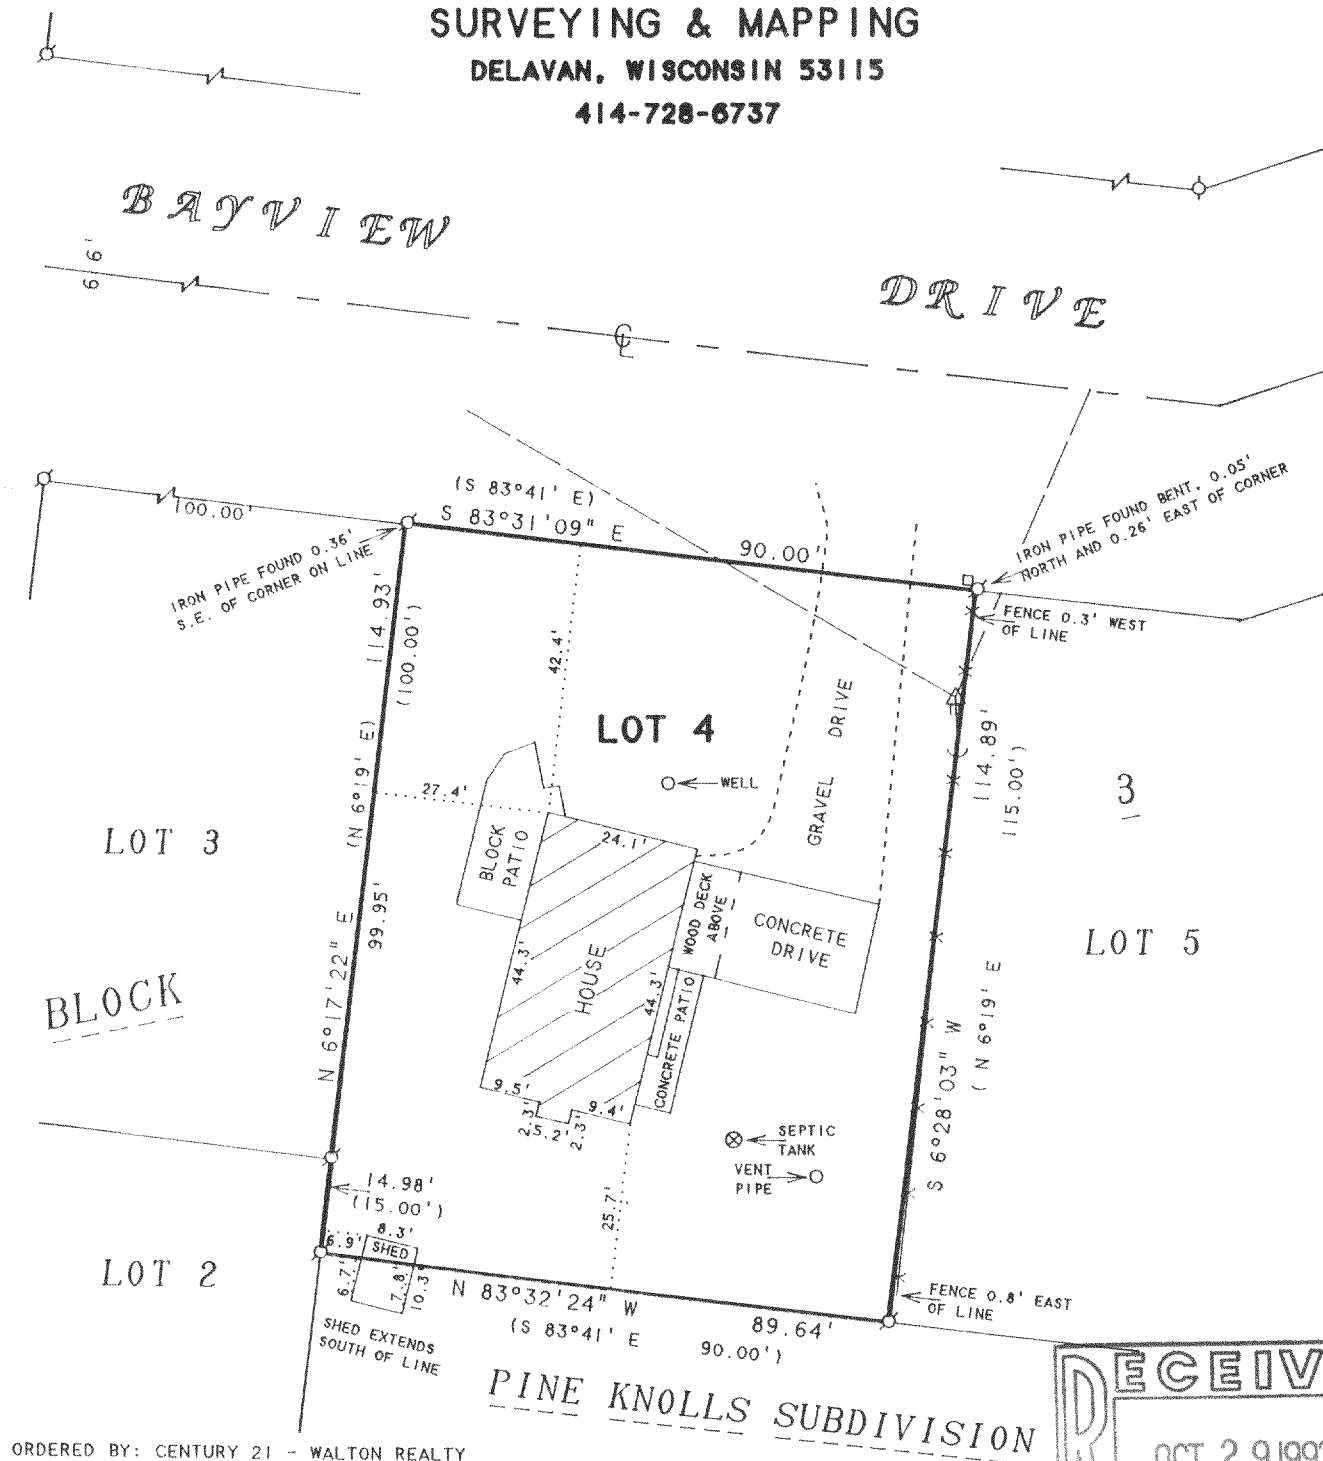 SURVEYING & MAPPING
DELAVAN, WISCONSIN 53115
414-728-6737
BAYVIEW DRIVE
66'
℄
100.00'
(S 83°41' E)
S 83°31'09" E
90.00'
IRON PIPE FOUND 0.36'
S.E. OF CORNER ON LINE
IRON PIPE FOUND BENT, 0.05'
NORTH AND 0.26' EAST OF CORNER
FENCE 0.3' WEST
OF LINE
114.93'
(100.00')
42.4'
LOT 4
WELL
GRAVEL DRIVE
114.89'
115.00')
3
27.4'
(N 6°19' E)
LOT 3
BLOCK
PATIO
24.1'
WOOD DECK
ABOVE
CONCRETE
DRIVE
LOT 5
N 6°17'22" E
99.95'
44.3'
HOUSE
44.3'
CONCRETE PATIO
BLOCK
S 6°28'03" W
( N 6°19' E
9.5'
2.3'
5.2'
2.3'
9.4'
SEPTIC
TANK
VENT
PIPE
14.98'
(15.00')
25.7'
8.3'
6.9'
SHED
6.7'
7.8'
10.3'
LOT 2
N 83°32'24" W
89.64'
(S 83°41' E
90.00')
FENCE 0.8' EAST
OF LINE
SHED EXTENDS
SOUTH OF LINE
PINE KNOLLS SUBDIVISION
RECEIV
OCT 29 199
ORDERED BY: CENTURY 21 - WALTON REALTY